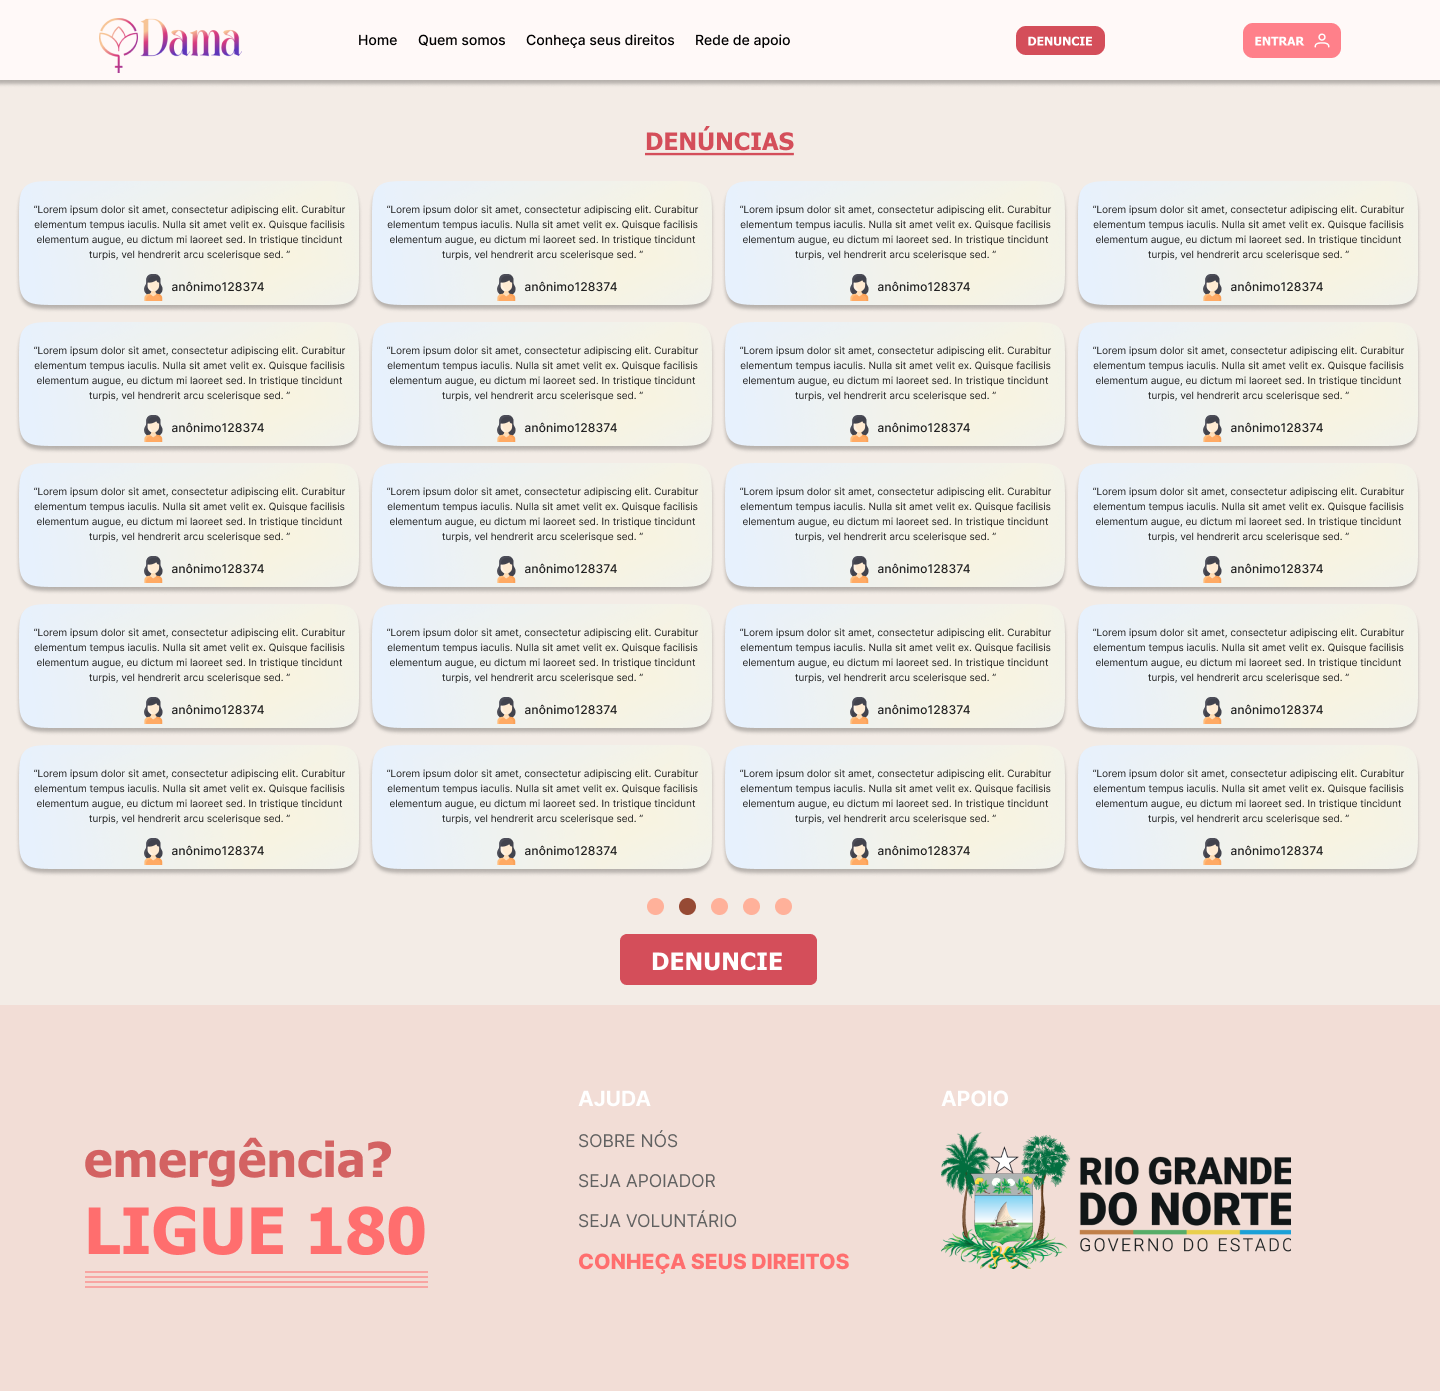 Dama
Home
Quem somos
Conheça seus direitos
Rede de apoio
DENUNCIE
ENTRAR
DENÚNCIAS
“Lorem ipsum dolor sit amet, consectetur adipiscing elit. Curabitur
elementum tempus iaculis. Nulla sit amet velit ex. Quisque facilisis
elementum augue, eu dictum mi laoreet sed. In tristique tincidunt
turpis, vel hendrerit arcu scelerisque sed. ”
anônimo128374
“Lorem ipsum dolor sit amet, consectetur adipiscing elit. Curabitur
elementum tempus iaculis. Nulla sit amet velit ex. Quisque facilisis
elementum augue, eu dictum mi laoreet sed. In tristique tincidunt
turpis, vel hendrerit arcu scelerisque sed. ”
anônimo128374
“Lorem ipsum dolor sit amet, consectetur adipiscing elit. Curabitur
elementum tempus iaculis. Nulla sit amet velit ex. Quisque facilisis
elementum augue, eu dictum mi laoreet sed. In tristique tincidunt
turpis, vel hendrerit arcu scelerisque sed. ”
anônimo128374
“Lorem ipsum dolor sit amet, consectetur adipiscing elit. Curabitur
elementum tempus iaculis. Nulla sit amet velit ex. Quisque facilisis
elementum augue, eu dictum mi laoreet sed. In tristique tincidunt
turpis, vel hendrerit arcu scelerisque sed. ”
anônimo128374
“Lorem ipsum dolor sit amet, consectetur adipiscing elit. Curabitur
elementum tempus iaculis. Nulla sit amet velit ex. Quisque facilisis
elementum augue, eu dictum mi laoreet sed. In tristique tincidunt
turpis, vel hendrerit arcu scelerisque sed. ”
anônimo128374
“Lorem ipsum dolor sit amet, consectetur adipiscing elit. Curabitur
elementum tempus iaculis. Nulla sit amet velit ex. Quisque facilisis
elementum augue, eu dictum mi laoreet sed. In tristique tincidunt
turpis, vel hendrerit arcu scelerisque sed. ”
anônimo128374
“Lorem ipsum dolor sit amet, consectetur adipiscing elit. Curabitur
elementum tempus iaculis. Nulla sit amet velit ex. Quisque facilisis
elementum augue, eu dictum mi laoreet sed. In tristique tincidunt
turpis, vel hendrerit arcu scelerisque sed. ”
anônimo128374
“Lorem ipsum dolor sit amet, consectetur adipiscing elit. Curabitur
elementum tempus iaculis. Nulla sit amet velit ex. Quisque facilisis
elementum augue, eu dictum mi laoreet sed. In tristique tincidunt
turpis, vel hendrerit arcu scelerisque sed. ”
anônimo128374
“Lorem ipsum dolor sit amet, consectetur adipiscing elit. Curabitur
elementum tempus iaculis. Nulla sit amet velit ex. Quisque facilisis
elementum augue, eu dictum mi laoreet sed. In tristique tincidunt
turpis, vel hendrerit arcu scelerisque sed. ”
anônimo128374
“Lorem ipsum dolor sit amet, consectetur adipiscing elit. Curabitur
elementum tempus iaculis. Nulla sit amet velit ex. Quisque facilisis
elementum augue, eu dictum mi laoreet sed. In tristique tincidunt
turpis, vel hendrerit arcu scelerisque sed. ”
anônimo128374
“Lorem ipsum dolor sit amet, consectetur adipiscing elit. Curabitur
elementum tempus iaculis. Nulla sit amet velit ex. Quisque facilisis
elementum augue, eu dictum mi laoreet sed. In tristique tincidunt
turpis, vel hendrerit arcu scelerisque sed. ”
anônimo128374
“Lorem ipsum dolor sit amet, consectetur adipiscing elit. Curabitur
elementum tempus iaculis. Nulla sit amet velit ex. Quisque facilisis
elementum augue, eu dictum mi laoreet sed. In tristique tincidunt
turpis, vel hendrerit arcu scelerisque sed. ”
anônimo128374
“Lorem ipsum dolor sit amet, consectetur adipiscing elit. Curabitur
elementum tempus iaculis. Nulla sit amet velit ex. Quisque facilisis
elementum augue, eu dictum mi laoreet sed. In tristique tincidunt
turpis, vel hendrerit arcu scelerisque sed. ”
anônimo128374
“Lorem ipsum dolor sit amet, consectetur adipiscing elit. Curabitur
elementum tempus iaculis. Nulla sit amet velit ex. Quisque facilisis
elementum augue, eu dictum mi laoreet sed. In tristique tincidunt
turpis, vel hendrerit arcu scelerisque sed. ”
anônimo128374
“Lorem ipsum dolor sit amet, consectetur adipiscing elit. Curabitur
elementum tempus iaculis. Nulla sit amet velit ex. Quisque facilisis
elementum augue, eu dictum mi laoreet sed. In tristique tincidunt
turpis, vel hendrerit arcu scelerisque sed. ”
anônimo128374
“Lorem ipsum dolor sit amet, consectetur adipiscing elit. Curabitur
elementum tempus iaculis. Nulla sit amet velit ex. Quisque facilisis
elementum augue, eu dictum mi laoreet sed. In tristique tincidunt
turpis, vel hendrerit arcu scelerisque sed. ”
anônimo128374
“Lorem ipsum dolor sit amet, consectetur adipiscing elit. Curabitur
elementum tempus iaculis. Nulla sit amet velit ex. Quisque facilisis
elementum augue, eu dictum mi laoreet sed. In tristique tincidunt
turpis, vel hendrerit arcu scelerisque sed. ”
anônimo128374
“Lorem ipsum dolor sit amet, consectetur adipiscing elit. Curabitur
elementum tempus iaculis. Nulla sit amet velit ex. Quisque facilisis
elementum augue, eu dictum mi laoreet sed. In tristique tincidunt
turpis, vel hendrerit arcu scelerisque sed. ”
anônimo128374
“Lorem ipsum dolor sit amet, consectetur adipiscing elit. Curabitur
elementum tempus iaculis. Nulla sit amet velit ex. Quisque facilisis
elementum augue, eu dictum mi laoreet sed. In tristique tincidunt
turpis, vel hendrerit arcu scelerisque sed. ”
anônimo128374
“Lorem ipsum dolor sit amet, consectetur adipiscing elit. Curabitur
elementum tempus iaculis. Nulla sit amet velit ex. Quisque facilisis
elementum augue, eu dictum mi laoreet sed. In tristique tincidunt
turpis, vel hendrerit arcu scelerisque sed. ”
anônimo128374
DENUNCIE
emergência?
LIGUE 180
AJUDA
SOBRE NÓS
SEJA APOIADOR
SEJA VOLUNTÁRIO
CONHEÇA SEUS DIREITOS
APOIO
RIO GRANDE
DO NORTE
GOVERNO DO ESTADO